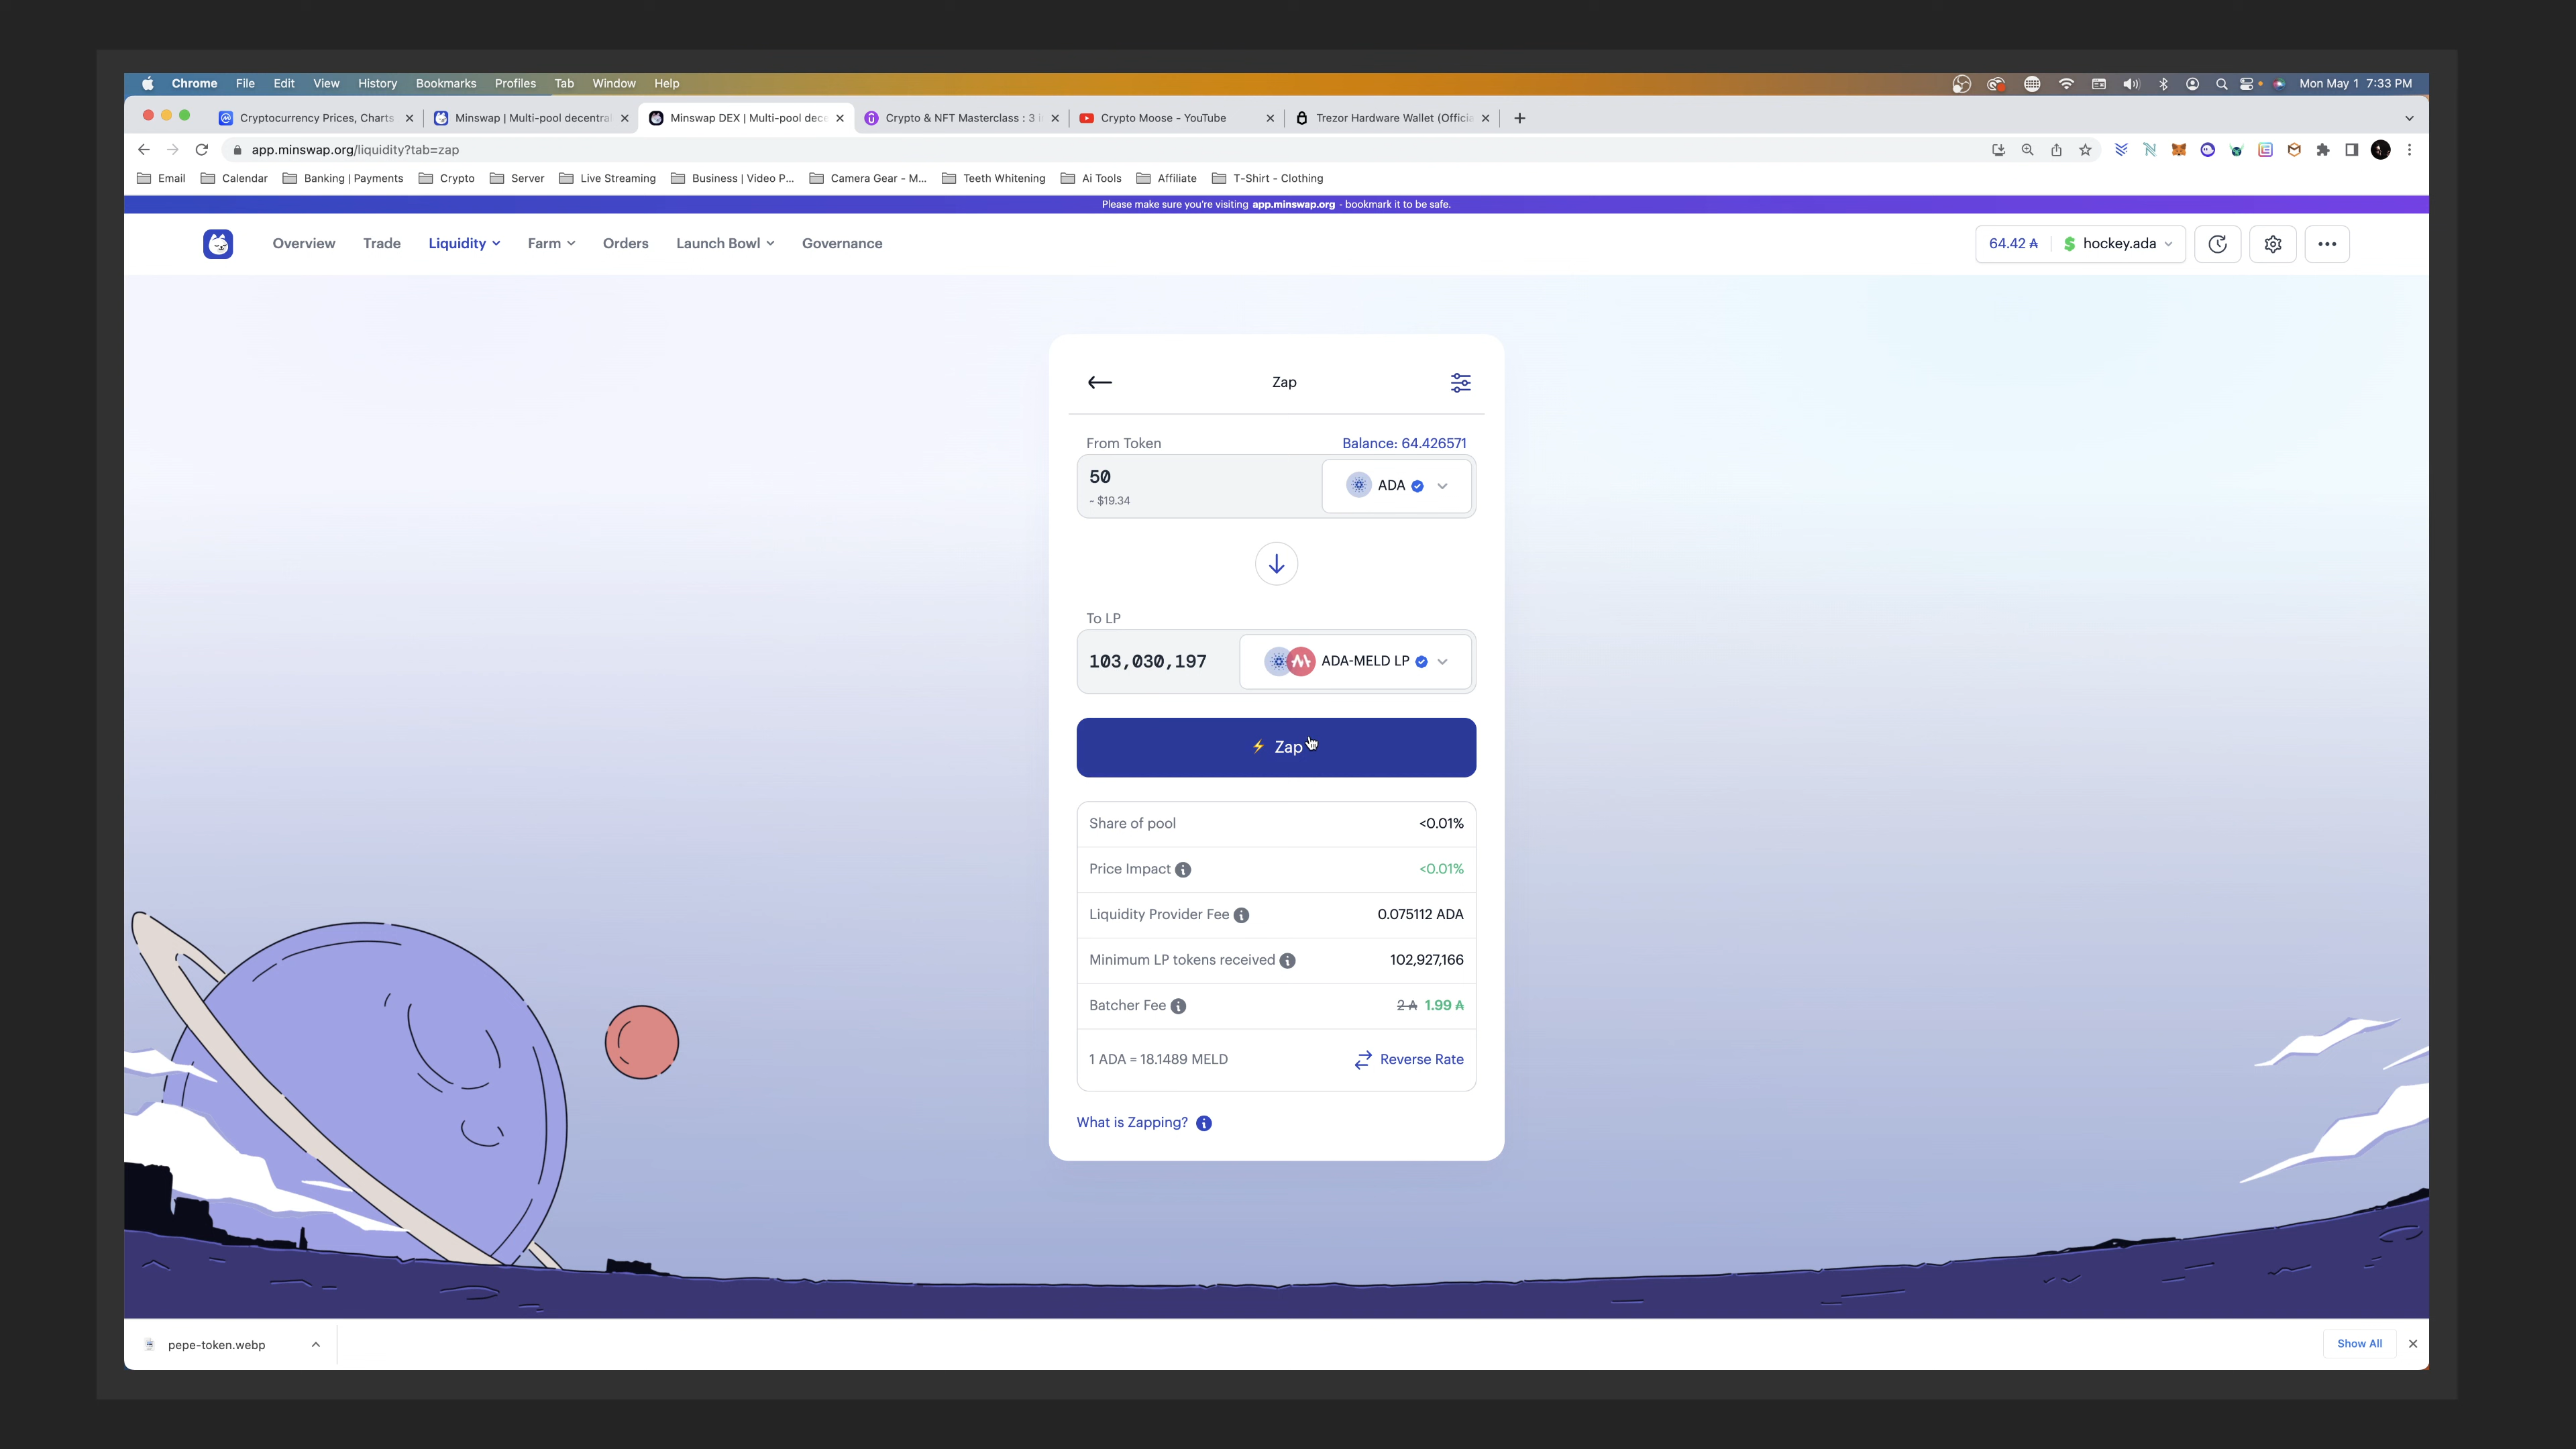 Chrome File Edit View History Bookmarks Profiles Tab Window Help Mon May 1 7:33 PM
Cryptocurrency Prices, Charts Minswap | Multi-pool decentral Minswap DEX | Multi-pool dec Crypto & NFT Masterclass : 3 Crypto Moose - YouTube Trezor Hardware Wallet (Offici
app.minswap.org/liquidity?tab=zap
Email Calendar Banking | Payments Crypto Server Live Streaming Business | Video P... Camera Gear - M... Teeth Whitening Ai Tools Affiliate T-Shirt - Clothing
Please make sure you're visiting app.minswap.org - bookmark it to be safe.
Overview Trade Liquidity Farm Orders Launch Bowl Governance 64.42 ₳ hockey.ada
Zap
From Token Balance: 64.426571
50 ADA
~ $19.34
To LP
103,030,197 ADA-MELD LP
⚡ Zap
Share of pool <0.01%
Price Impact <0.01%
Liquidity Provider Fee 0.075112 ADA
Minimum LP tokens received 102,927,166
Batcher Fee 2 ₳ 1.99 ₳
1 ADA = 18.1489 MELD Reverse Rate
What is Zapping?
pepe-token.webp Show All